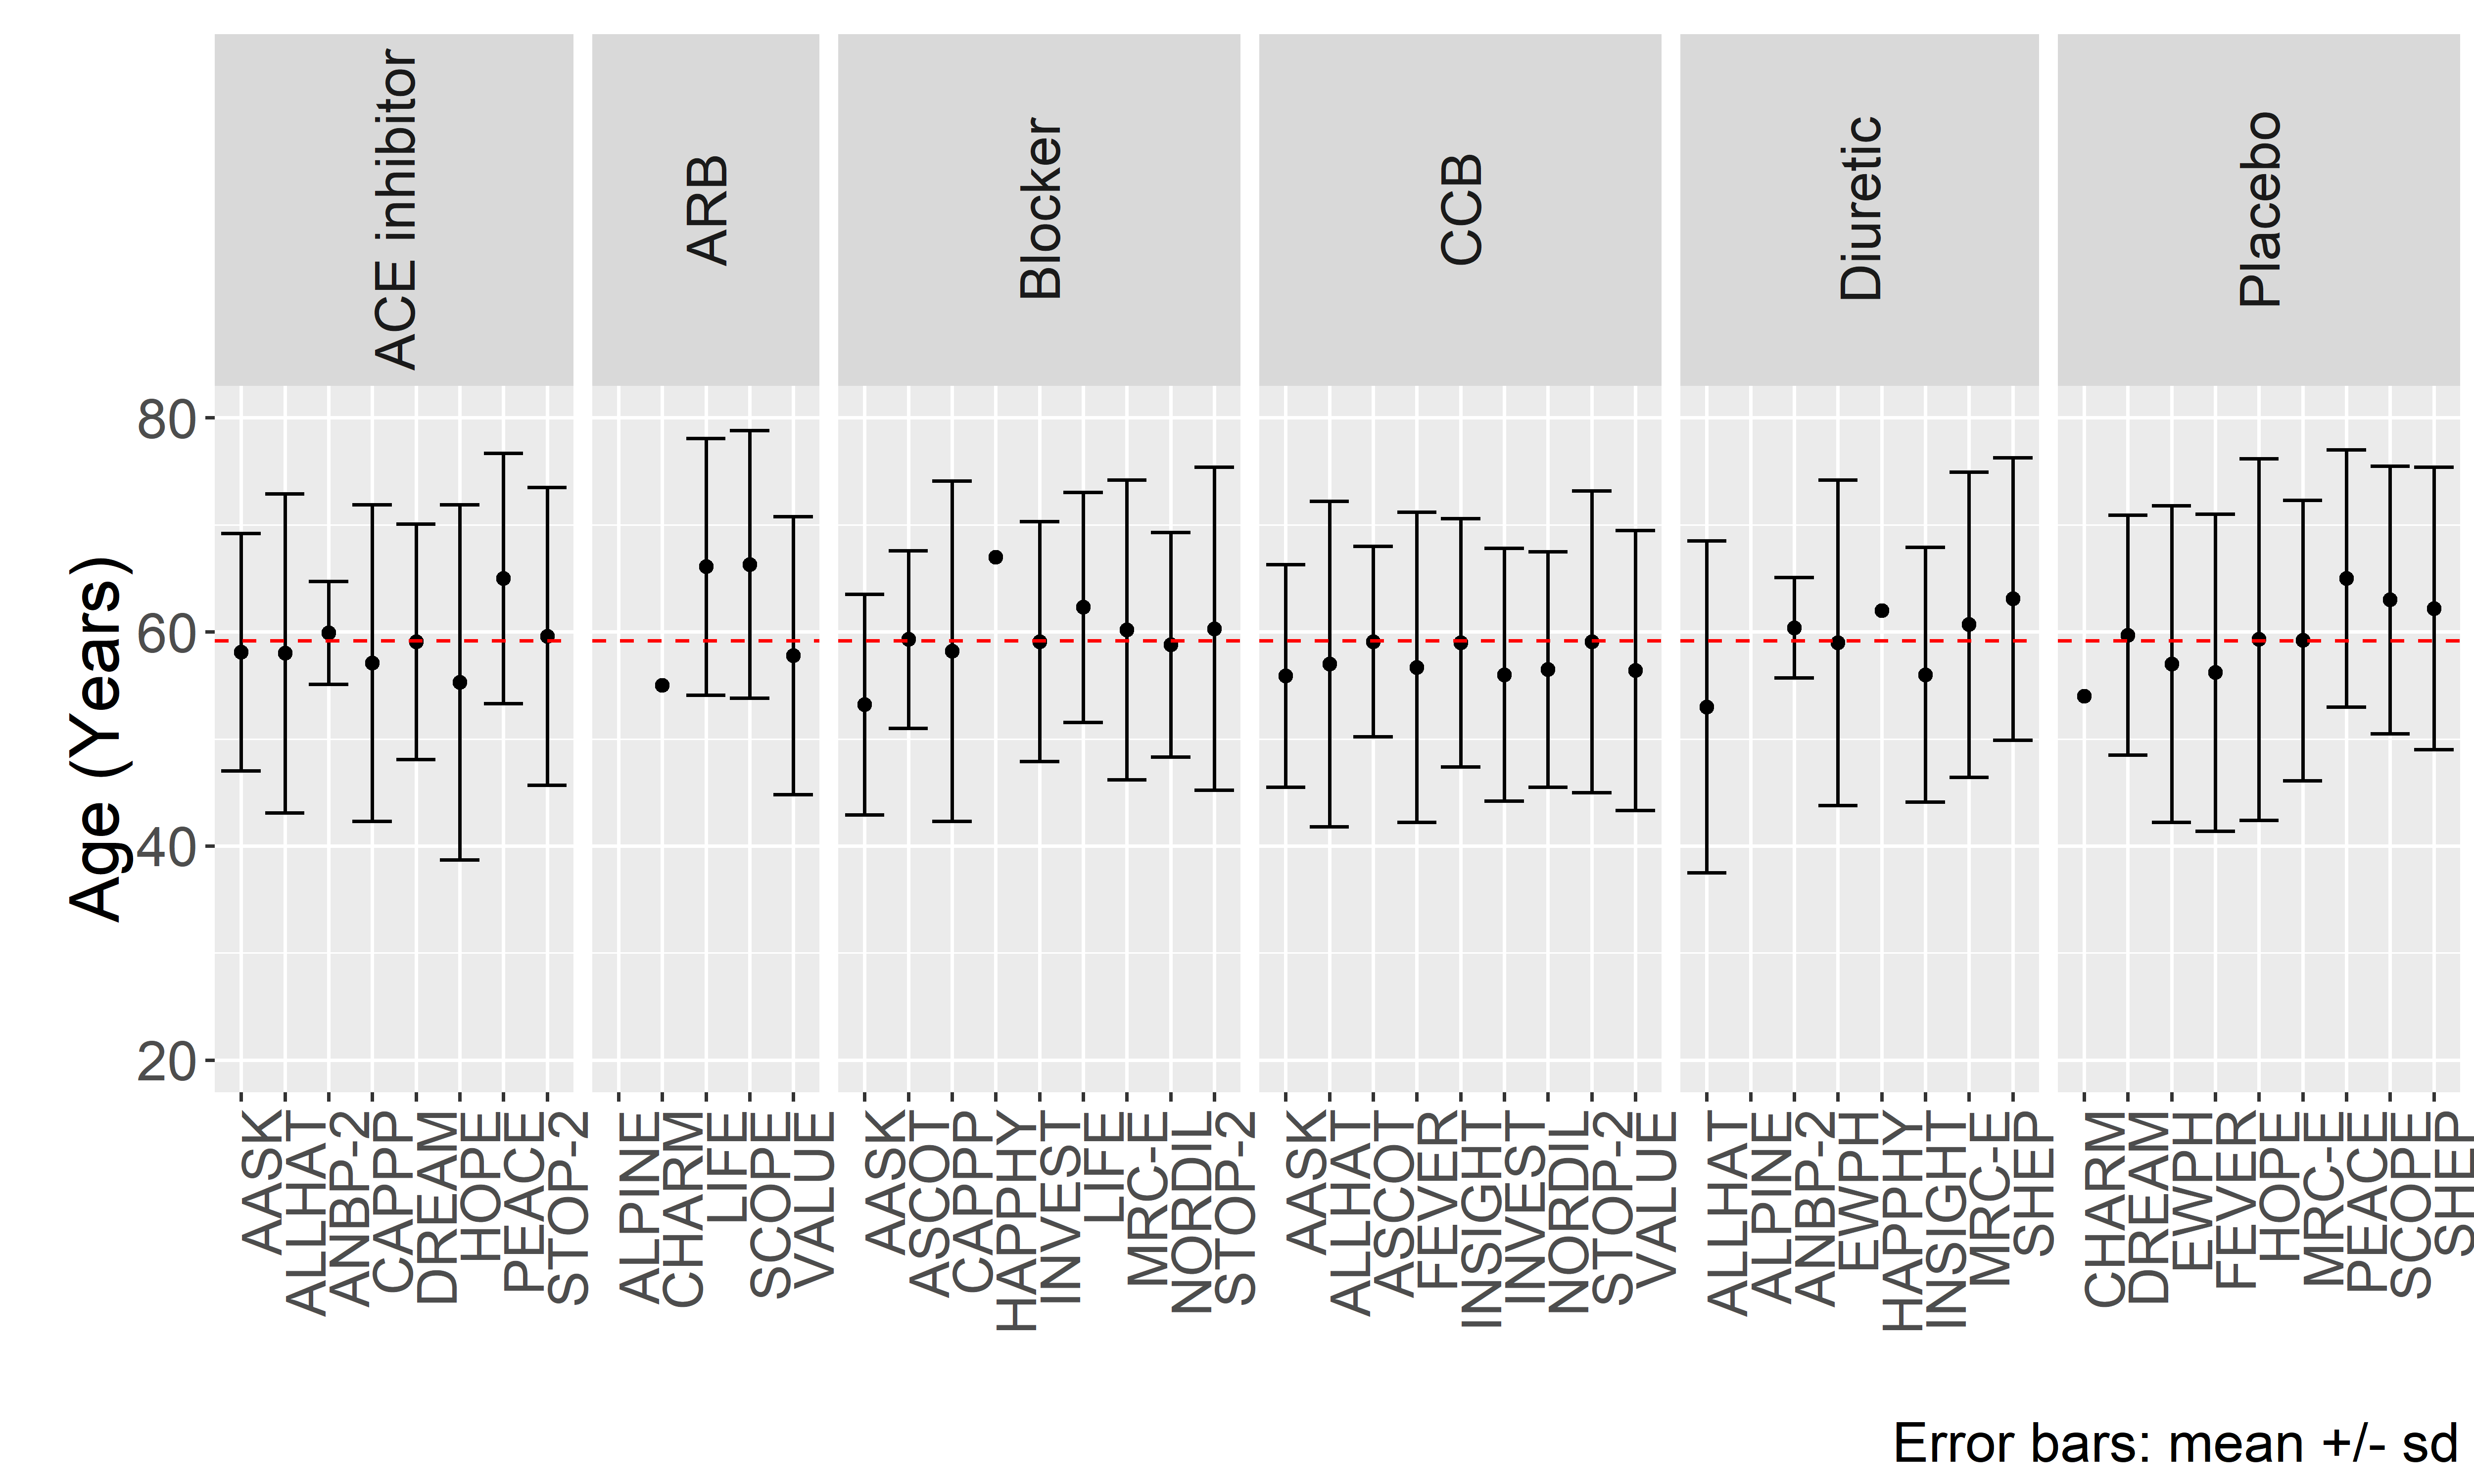 ACE inhibitor
ARB
Blocker
CCB
Diuretic
Placebo
Age (Years)
80
60
40
20
AASK
ALLHAT
ANBP-2
CAPPP
DREAM
HOPE
PEACE
STOP-2
ALPINE
CHARM
LIFE
SCOPE
VALUE
AASK
ASCOT
CAPPP
HAPPHY
INVEST
LIFE
MRC-E
NORDIL
STOP-2
AASK
ALLHAT
ASCOT
FEVER
INSIGHT
INVEST
NORDIL
STOP-2
VALUE
ALLHAT
ALPINE
ANBP-2
EWPH
HAPPHY
INSIGHT
MRC-E
SHEP
CHARM
DREAM
EWPH
FEVER
HOPE
MRC-E
PEACE
SCOPE
SHEP
Error bars: mean +/- sd